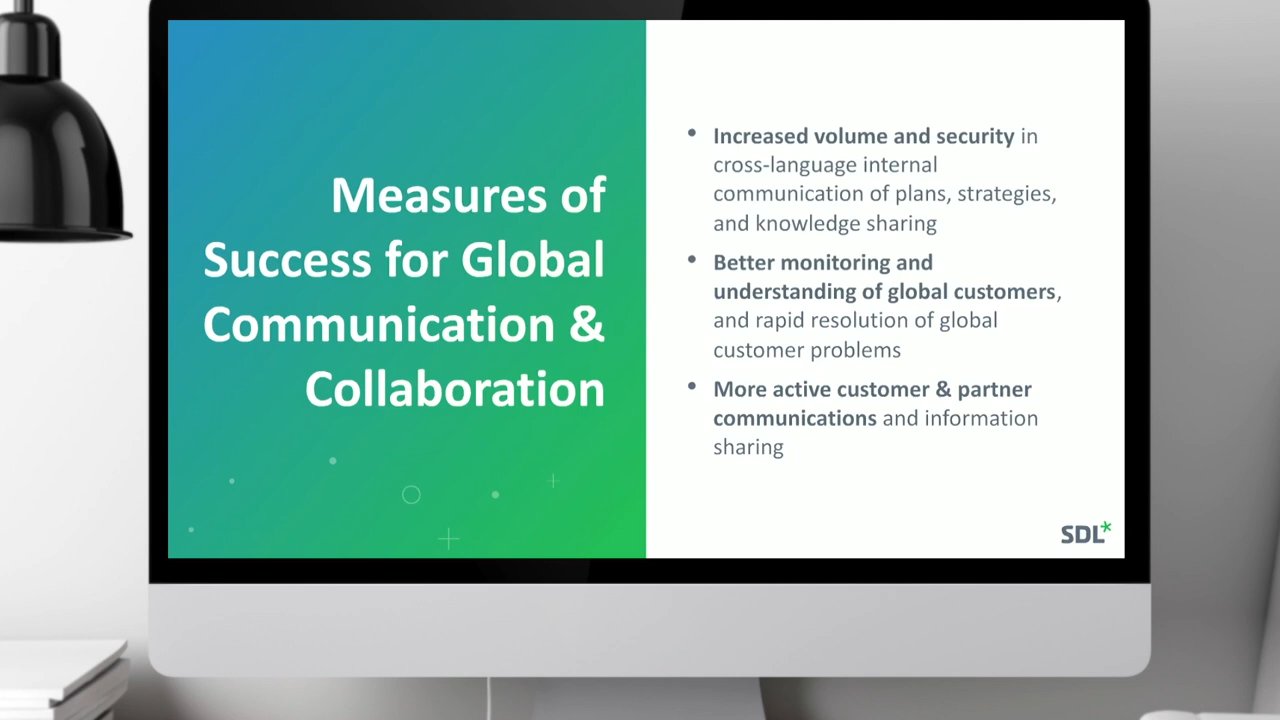 Measures of
Success for Global
Communication &
Collaboration
• Increased volume and security in
cross-language internal
communication of plans, strategies,
and knowledge sharing
• Better monitoring and
understanding of global customers,
and rapid resolution of global
customer problems
• More active customer & partner
communications and information
sharing
SDL*